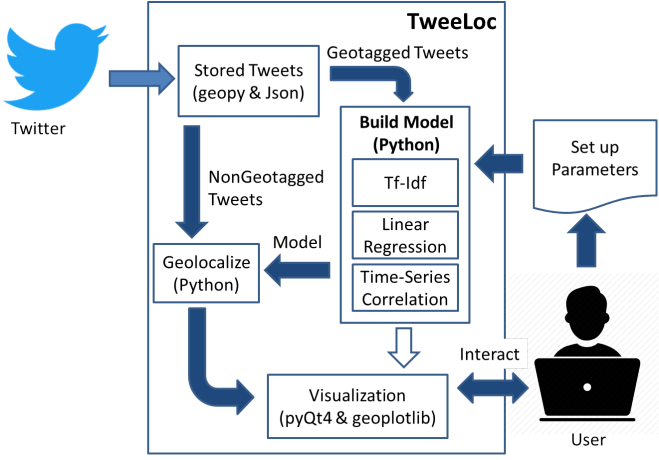 TweeLoc
Geotagged Tweets
Stored Tweets
(geopy & Json)
Twitter
Build Model
(Python)
Tf-Idf
Linear
Regression
Time-Series
Correlation
Set up
Parameters
NonGeotagged
Tweets
Model
Geolocalize
(Python)
Interact
Visualization
(pyQt4 & geoplotlib)
User